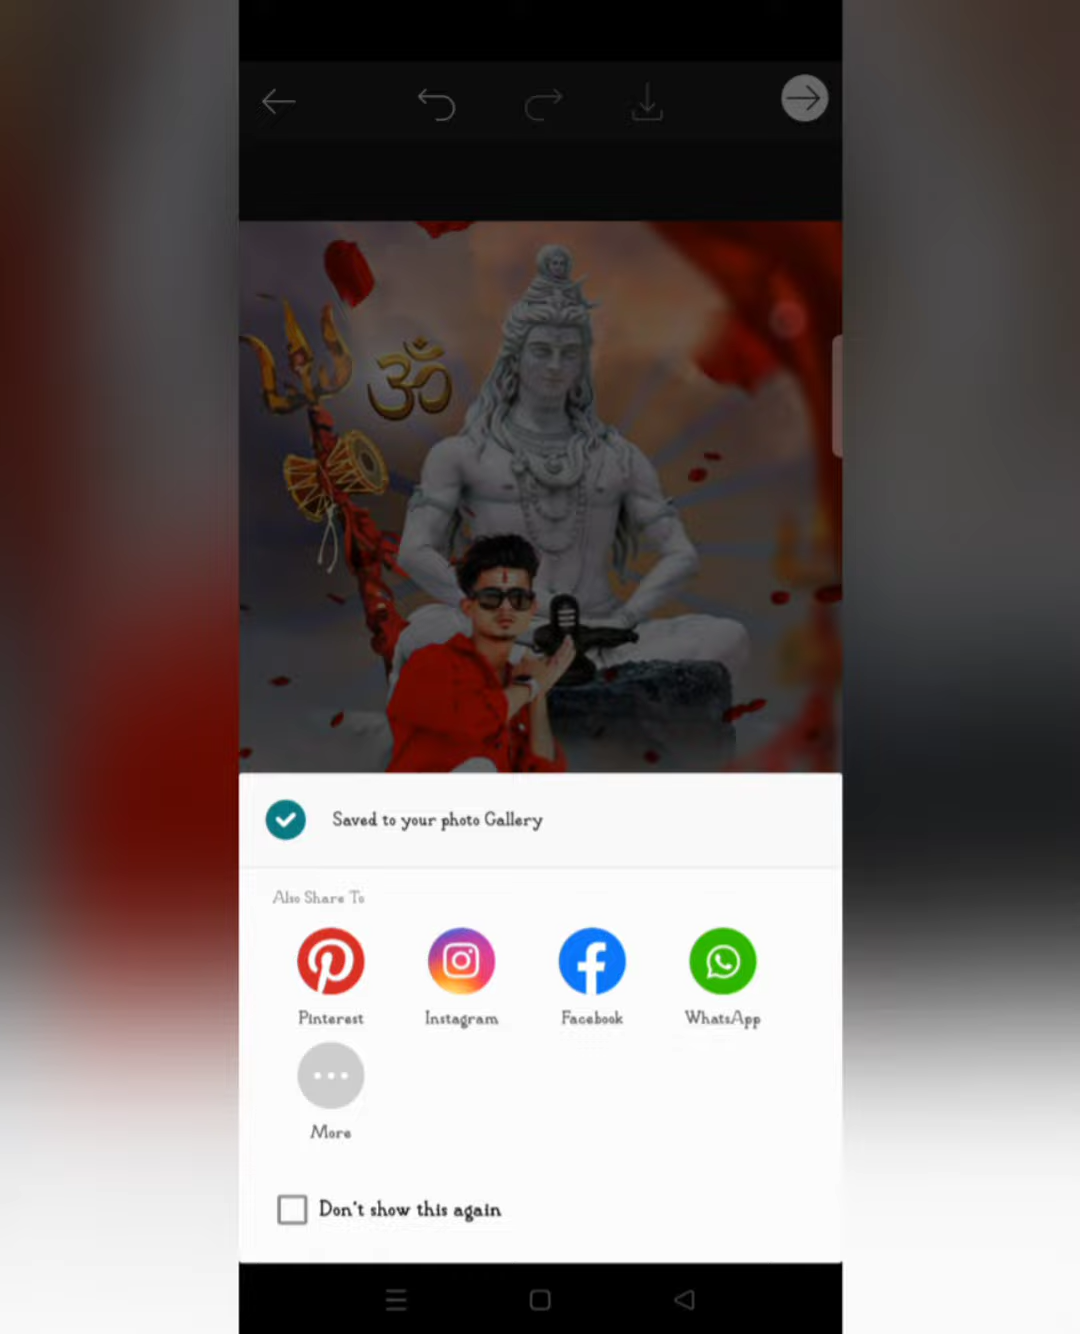 ॐ
Saved to your photo Gallery
Also Share To
Pinterest
Instagram
Facebook
WhatsApp
More
Don't show this again